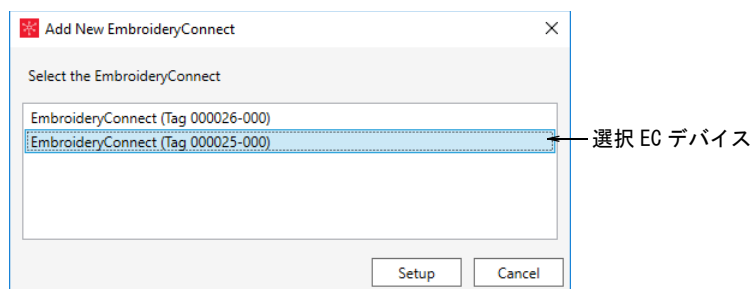 Add New EmbroideryConnect
Select the EmbroideryConnect
EmbroideryConnect (Tag 000026-000)
EmbroideryConnect (Tag 000025-000)
選択 EC デバイス
Setup
Cancel